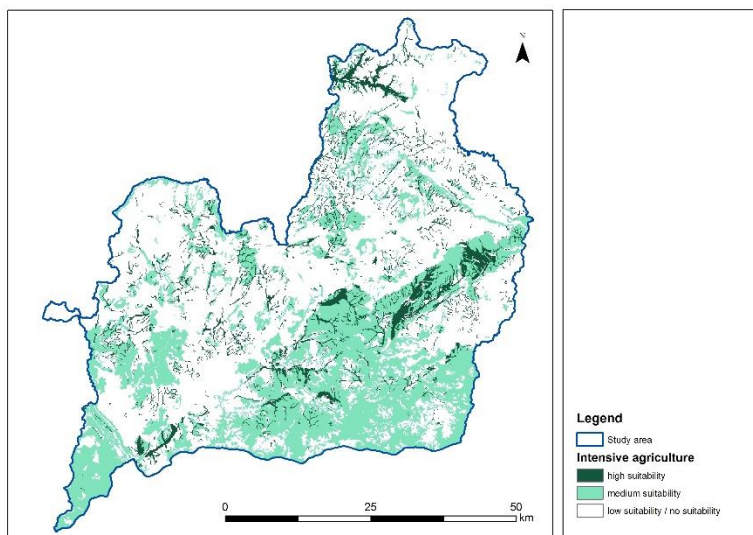 N
0 25 50
km
Legend
Study area
Intensive agriculture
high suitability
medium suitability
low suitability / no suitability